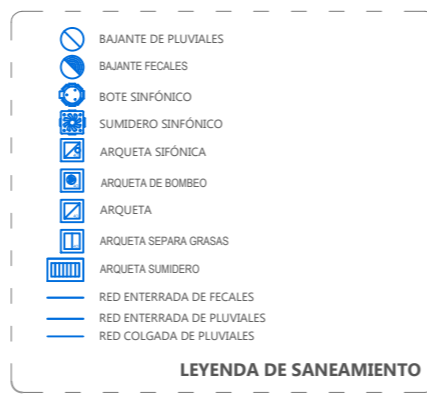 BAJANTE DE PLUVIALES
BAJANTE FECALES
BOTE SINFÓNICO
SUMIDERO SINFÓNICO
ARQUETA SIFÓNICA
ARQUETA DE BOMBEO
ARQUETA
ARQUETA SEPARA GRASAS
ARQUETA SUMIDERO
RED ENTERRADA DE FECALES
RED ENTERRADA DE PLUVIALES
RED COLGADA DE PLUVIALES
LEYENDA DE SANEAMIENTO